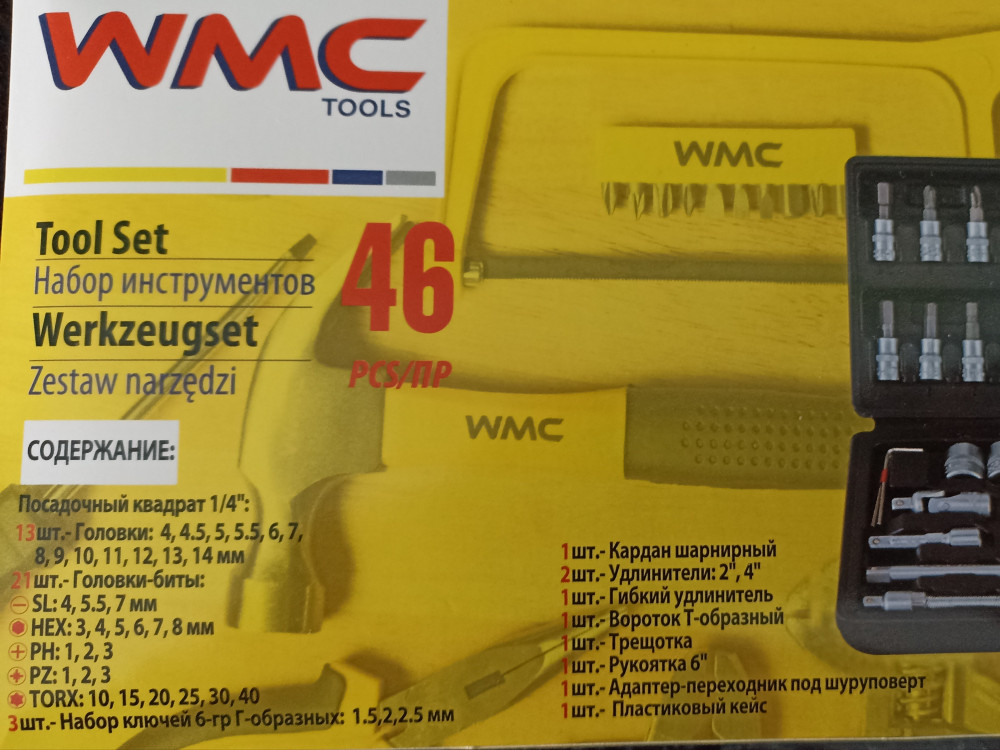 WMC
TOOLS
WMC
Tool Set
Набор инструментов
Werkzeugset
Zestaw narzędzi
46
PCS/ПР
WMC
СОДЕРЖАНИЕ:
Посадочный квадрат 1/4":
13шт.- Головки: 4, 4.5, 5, 5.5, 6, 7,
8, 9, 10, 11, 12, 13, 14 мм
21шт.- Головки-биты:
SL: 4, 5.5, 7 мм
HEX: 3, 4, 5, 6, 7, 8 мм
PH: 1, 2, 3
PZ: 1, 2, 3
TORX: 10, 15, 20, 25, 30, 40
3шт.- Набор ключей 6-гр Г-образных: 1.5,2,2.5 мм
1шт.- Кардан шарнирный
2шт.- Удлинители: 2", 4"
1шт.- Гибкий удлинитель
1шт.- Вороток Т-образный
1шт.- Трещотка
1шт.- Рукоятка 6"
1шт.- Адаптер-переходник под шуруповерт
1шт.- Пластиковый кейс